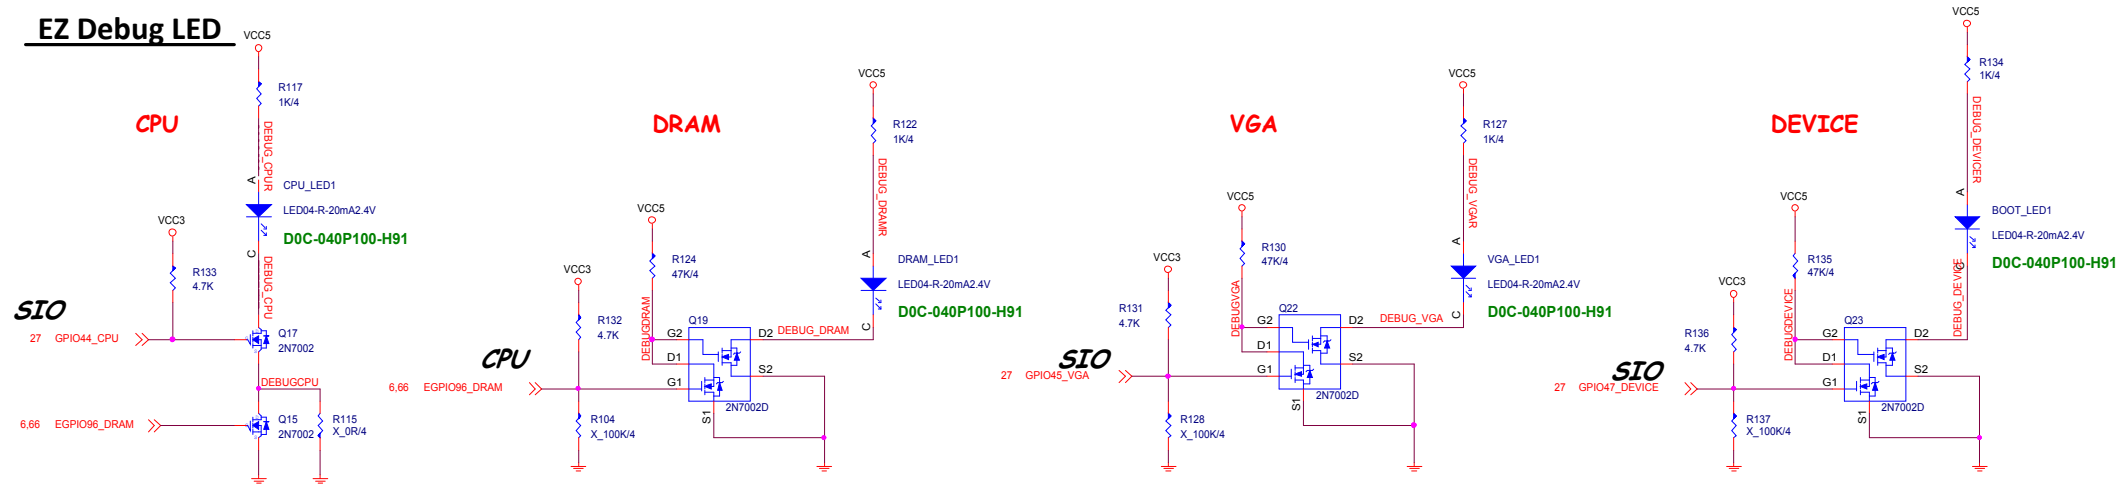 EZ Debug LED
CPU
VCC5
R117
1K/4
DEBUG_CPUR
A
CPU_LED1
LED04-R-20mA2.4V
D0C-040P100-H91
C
DEBUG_CPU
VCC3
R133
4.7K
SIO
27 GPIO44_CPU
Q17
2N7002
DEBUGCPU
6,66 EGPIO96_DRAM
Q15
2N7002
R115
X_0R/4
DRAM
VCC5
R122
1K/4
DEBUG_DRAMR
A
DRAM_LED1
LED04-R-20mA2.4V
D0C-040P100-H91
C
VCC5
R124
47K/4
DEBUGDRAM
VCC3
R132
4.7K
CPU
6,66 EGPIO96_DRAM
R104
X_100K/4
Q19
G2
D2
DEBUG_DRAM
D1
S2
G1
S1
2N7002D
VGA
VCC5
R127
1K/4
DEBUG_VGAR
A
VGA_LED1
LED04-R-20mA2.4V
D0C-040P100-H91
C
VCC5
R130
47K/4
DEBUGVGA
VCC3
R131
4.7K
SIO
27 GPIO45_VGA
R128
X_100K/4
Q22
G2
D2
DEBUG_VGA
D1
S2
G1
S1
2N7002D
DEVICE
VCC5
R134
1K/4
DEBUG_DEVICER
A
BOOT_LED1
LED04-R-20mA2.4V
D0C-040P100-H91
C
DEBUG_DEVICE
VCC5
R135
47K/4
DEBUGDEVICE
VCC3
R136
4.7K
SIO
27 GPIO47_DEVICE
R137
X_100K/4
Q23
G2
D2
D1
S2
G1
S1
2N7002D